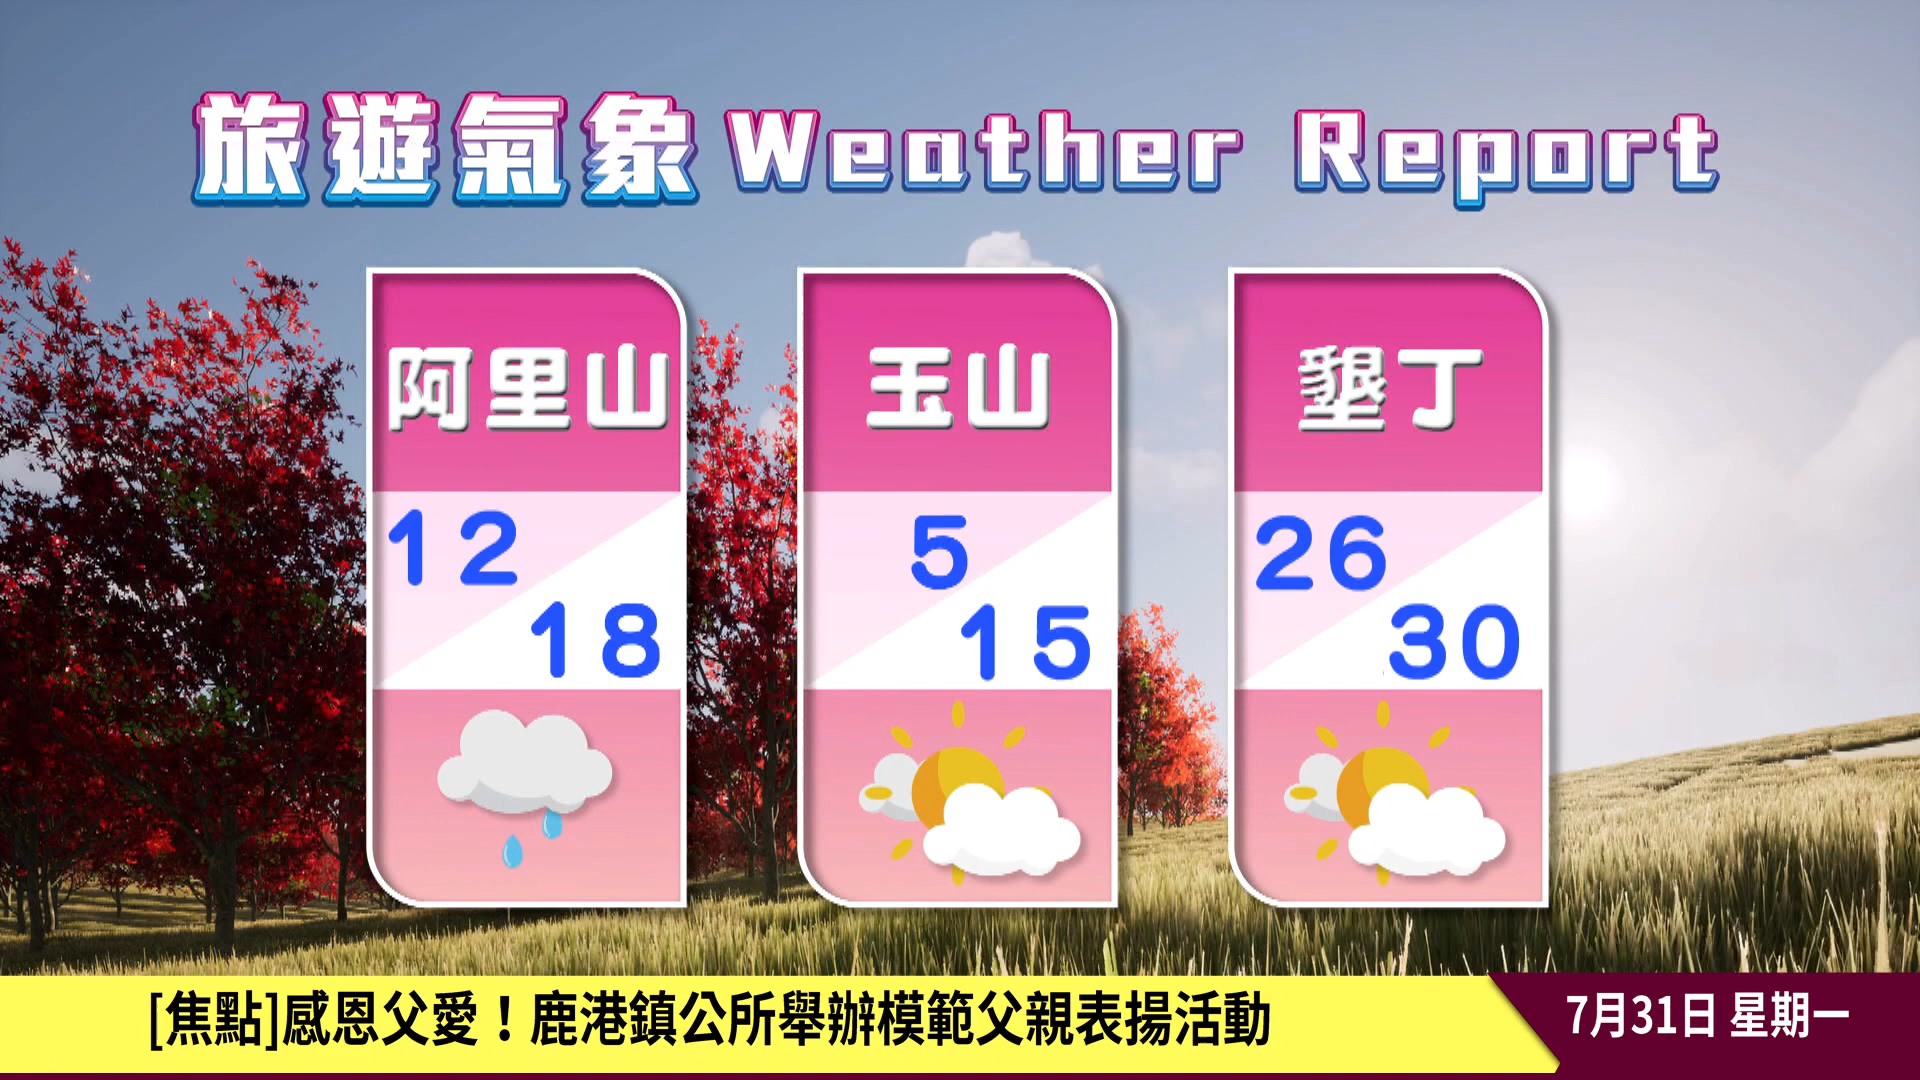 旅遊氣象 Weather Report
阿里山
12
18
玉山
5
15
墾丁
26
30
[焦點]感恩父愛！鹿港鎮公所舉辦模範父親表揚活動
7月31日 星期一